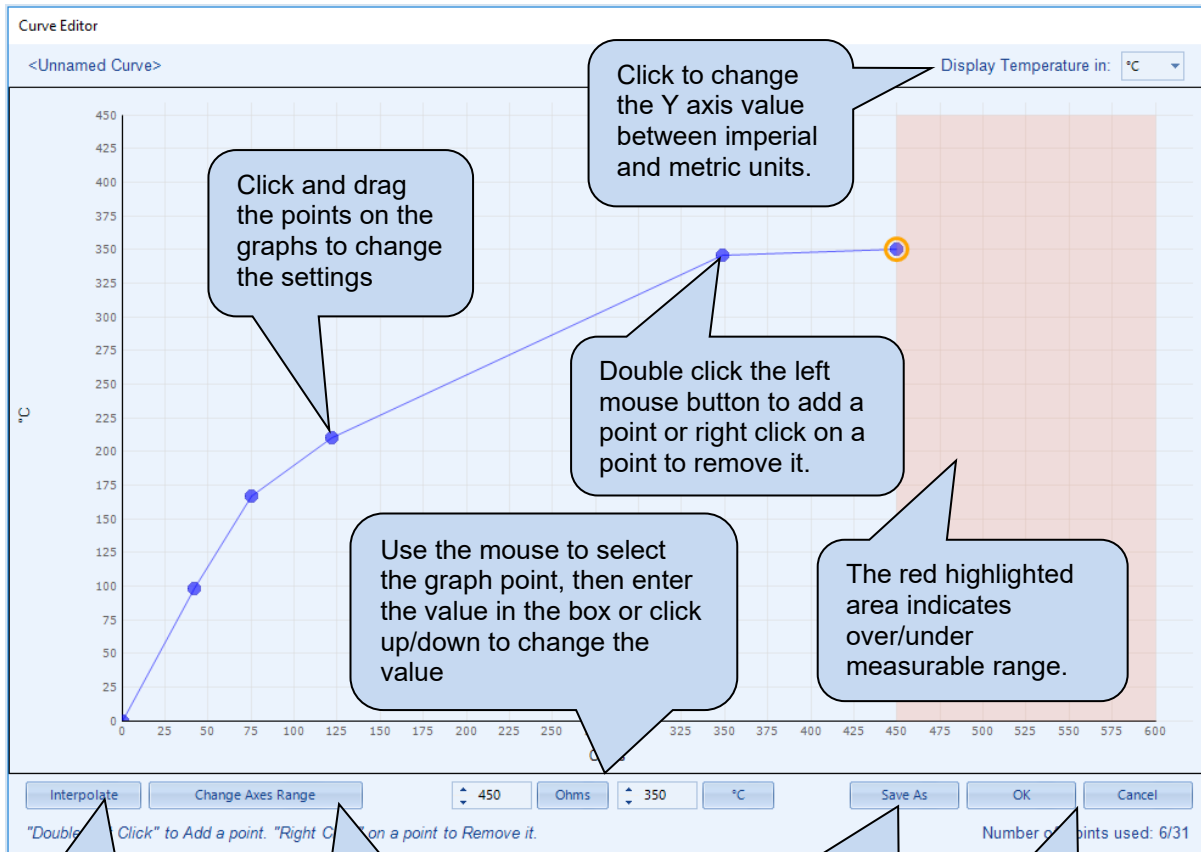 Curve Editor
<Unnamed Curve>
Display Temperature in: °C
Click to change
the Y axis value
between imperial
and metric units.
Click and drag
the points on the
graphs to change
the settings
Double click the left
mouse button to add a
point or right click on a
point to remove it.
Use the mouse to select
the graph point, then enter
the value in the box or click
up/down to change the
value
The red highlighted
area indicates
over/under
measurable range.
450
425
400
375
350
325
300
275
250
225
200
175
150
125
100
75
50
25
0
°C
0 25 50 75 100 125 150 175 200 225 250 325 350 375 400 425 450 475 500 525 550 575 600
Interpolate Change Axes Range 450 Ohms 350 °C Save As OK Cancel
"Double Click" to Add a point. "Right on a point to Remove it.
Number used: 6/31